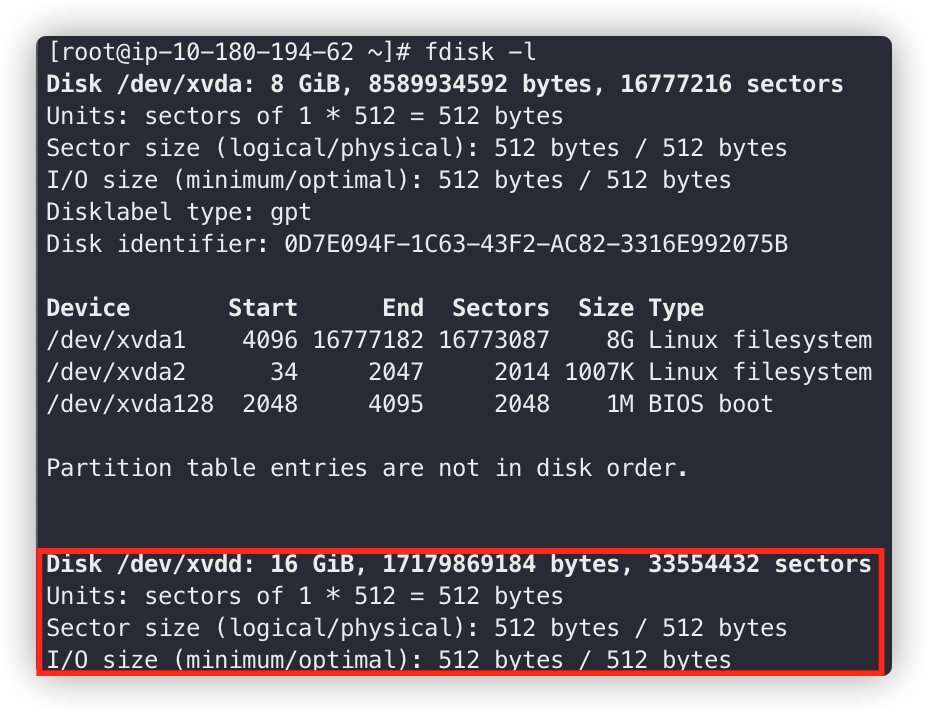 [root@ip-10-180-194-62 ~]# fdisk -l
Disk /dev/xvda: 8 GiB, 8589934592 bytes, 16777216 sectors
Units: sectors of 1 * 512 = 512 bytes
Sector size (logical/physical): 512 bytes / 512 bytes
I/O size (minimum/optimal): 512 bytes / 512 bytes
Disklabel type: gpt
Disk identifier: 0D7E094F-1C63-43F2-AC82-3316E992075B

Device       Start      End  Sectors  Size Type
/dev/xvda1    4096 16777182 16773087    8G Linux filesystem
/dev/xvda2      34     2047     2014 1007K Linux filesystem
/dev/xvda128  2048     4095     2048    1M BIOS boot

Partition table entries are not in disk order.

Disk /dev/xvdd: 16 GiB, 17179869184 bytes, 33554432 sectors
Units: sectors of 1 * 512 = 512 bytes
Sector size (logical/physical): 512 bytes / 512 bytes
I/O size (minimum/optimal): 512 bytes / 512 bytes